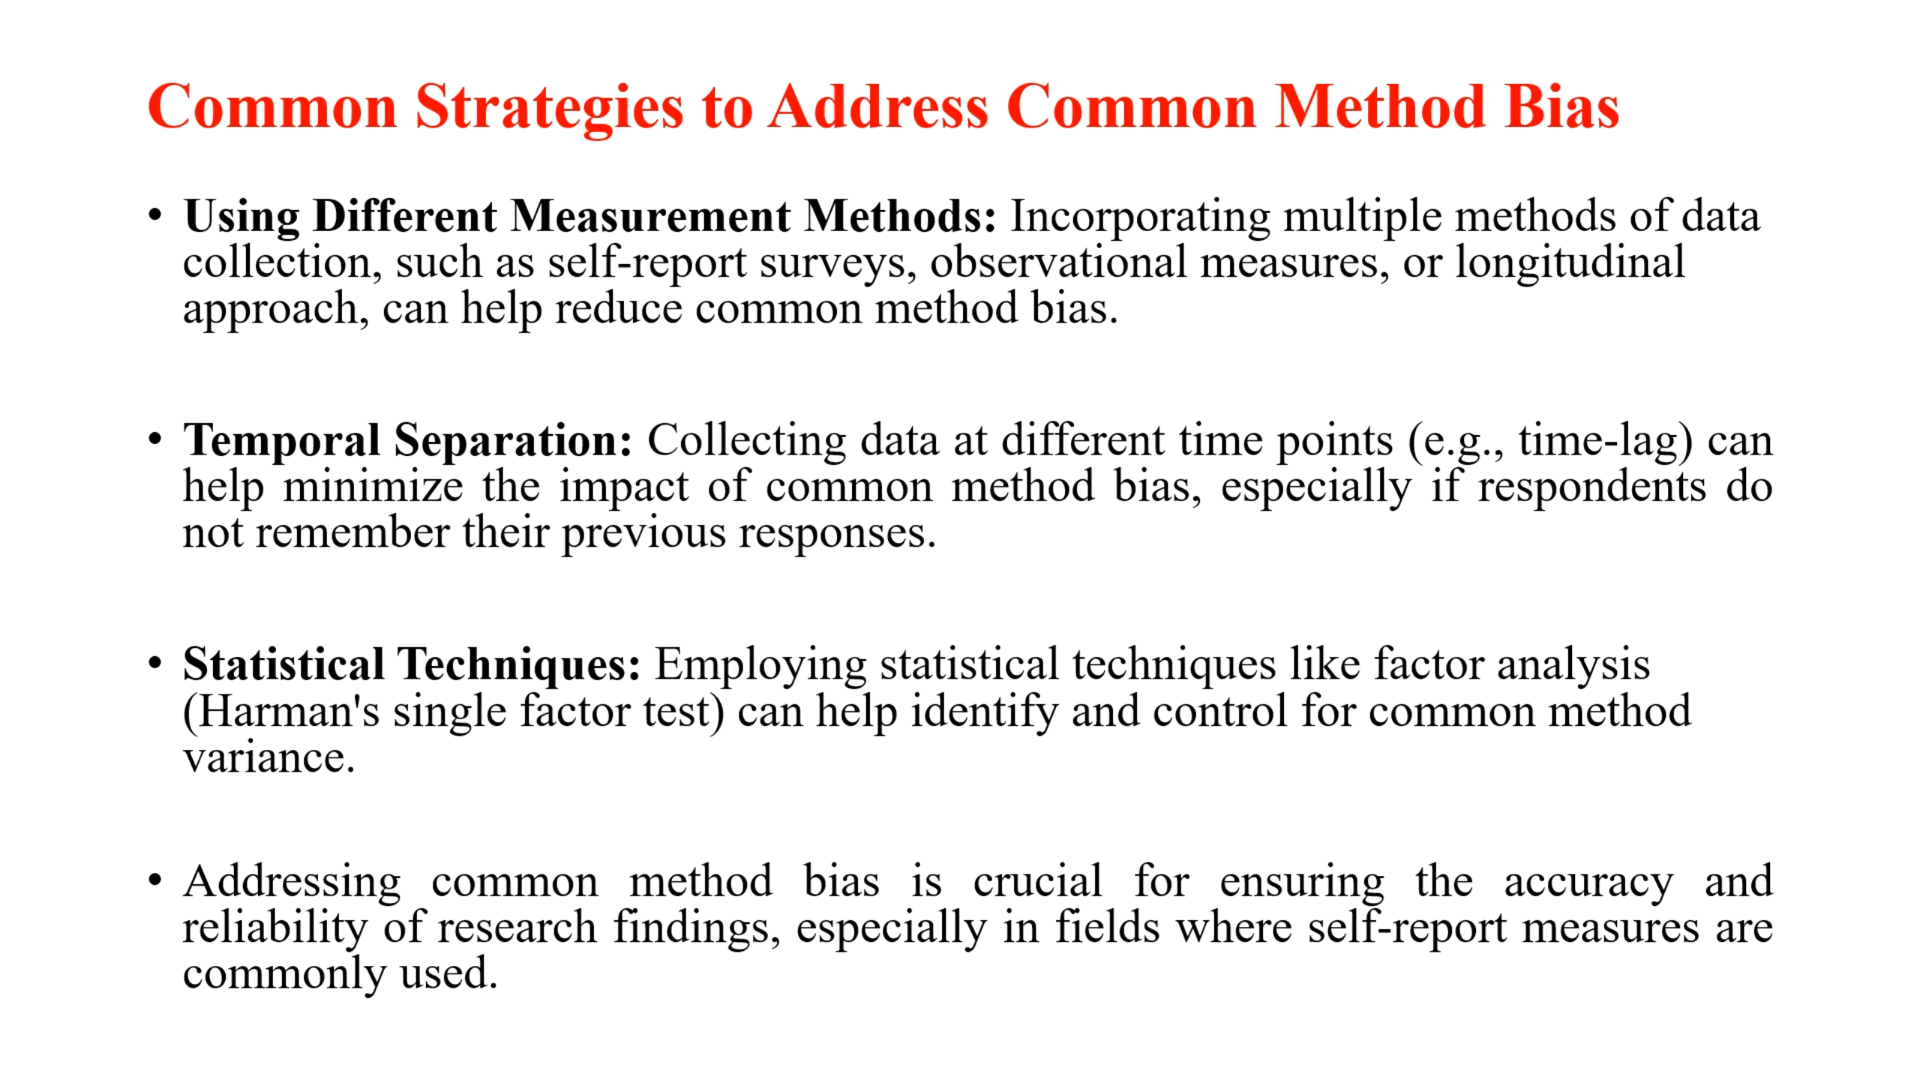 Common Strategies to Address Common Method Bias
• Using Different Measurement Methods: Incorporating multiple methods of data
collection, such as self-report surveys, observational measures, or longitudinal
approach, can help reduce common method bias.
• Temporal Separation: Collecting data at different time points (e.g., time-lag) can
help minimize the impact of common method bias, especially if respondents do
not remember their previous responses.
• Statistical Techniques: Employing statistical techniques like factor analysis
(Harman's single factor test) can help identify and control for common method
variance.
• Addressing common method bias is crucial for ensuring the accuracy and
reliability of research findings, especially in fields where self-report measures are
commonly used.